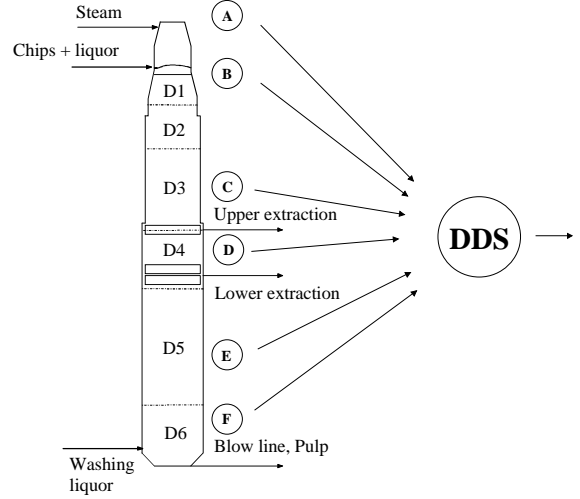 Steam
A
Chips + liquor
B
D1
D2
D3
C
Upper extraction
D4
D
DDS
Lower extraction
D5
E
F
D6
Blow line, Pulp
Washing
liquor